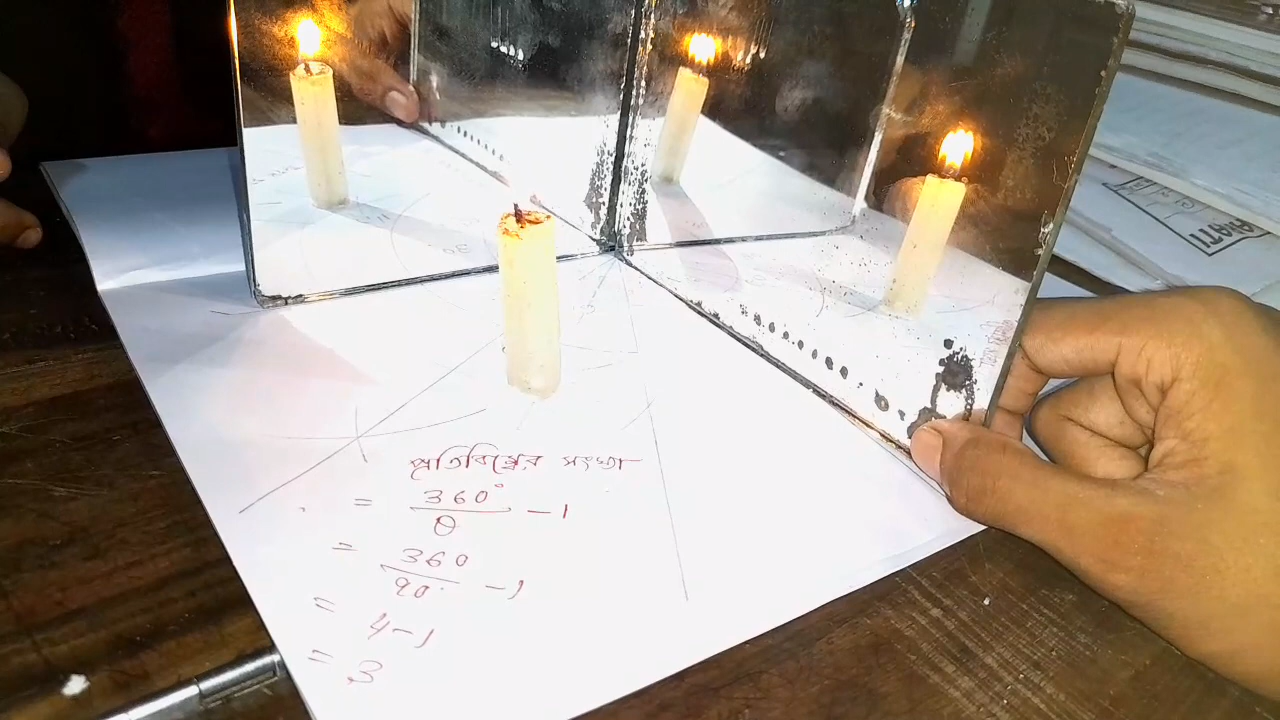 প্রতিবিম্বের সংখ্যা
= 360° / θ - 1
= 360 / 90° - 1
= 4 - 1
= 3